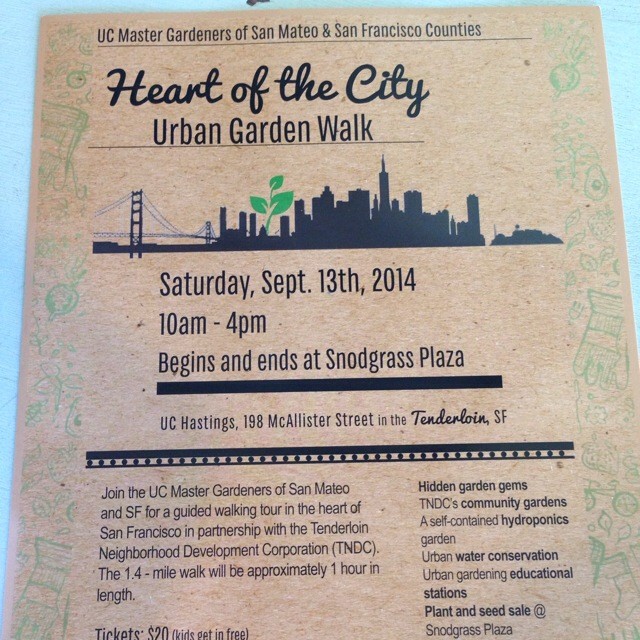 UC Master Gardeners of San Mateo & San Francisco Counties
Heart of the City
Urban Garden Walk
Saturday, Sept. 13th, 2014
10am - 4pm
Begins and ends at Snodgrass Plaza
UC Hastings, 198 McAllister Street in the Tenderloin, SF
Join the UC Master Gardeners of San Mateo
and SF for a guided walking tour in the heart of
San Francisco in partnership with the Tenderloin
Neighborhood Development Corporation (TNDC).
The 1.4 - mile walk will be approximately 1 hour in
length.
Tickets: $20 (kids get in free)
Hidden garden gems
TNDC's community gardens
A self-contained hydroponics
garden
Urban water conservation
Urban gardening educational
stations
Plant and seed sale @
Snodgrass Plaza